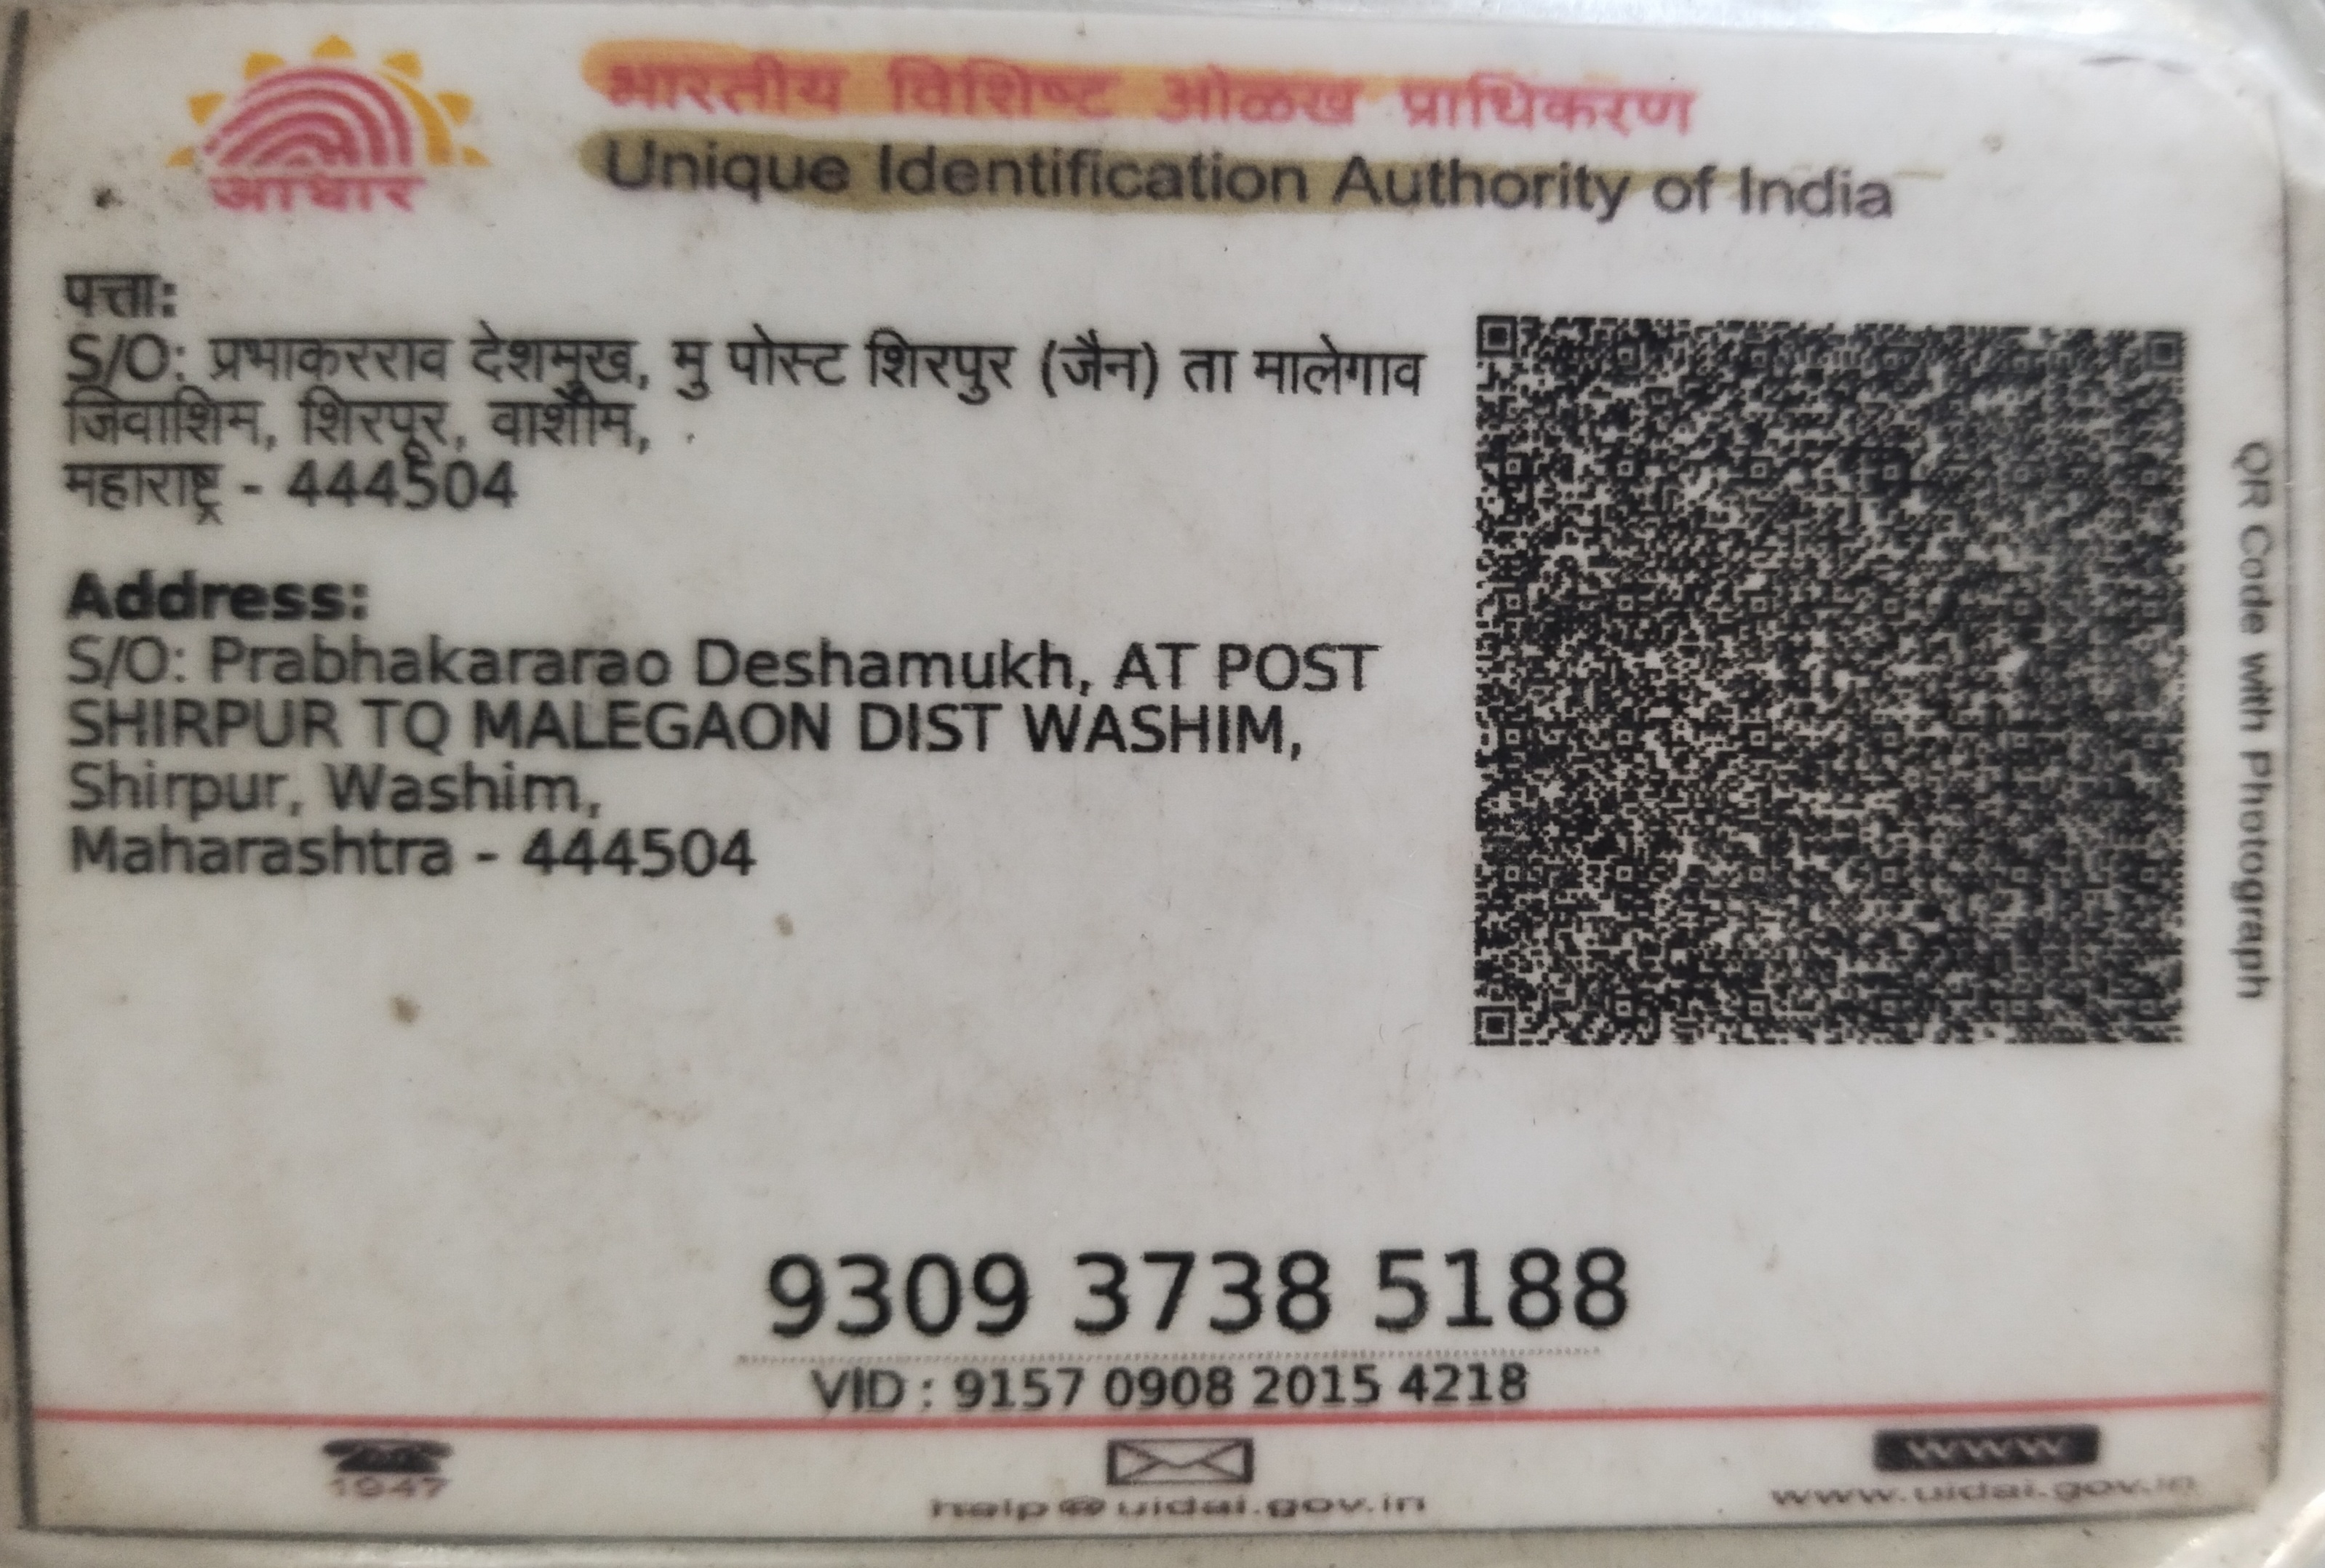 आधार
भारतीय विशिष्ट ओळख प्राधिकरण
Unique Identification Authority of India
पत्ता:
S/O: प्रभाकरराव देशमुख, मु पोस्ट शिरपुर (जैन) ता मालेगाव
जिवाशिम, शिरपूर, वाशीम,
महाराष्ट्र - 444504
Address:
S/O: Prabhakararao Deshamukh, AT POST
SHIRPUR TQ MALEGAON DIST WASHIM,
Shirpur, Washim,
Maharashtra - 444504
QR Code with Photograph
9309 3738 5188
VID : 9157 0908 2015 4218
1947
help@uidai.gov.in
www
www.uidai.gov.in